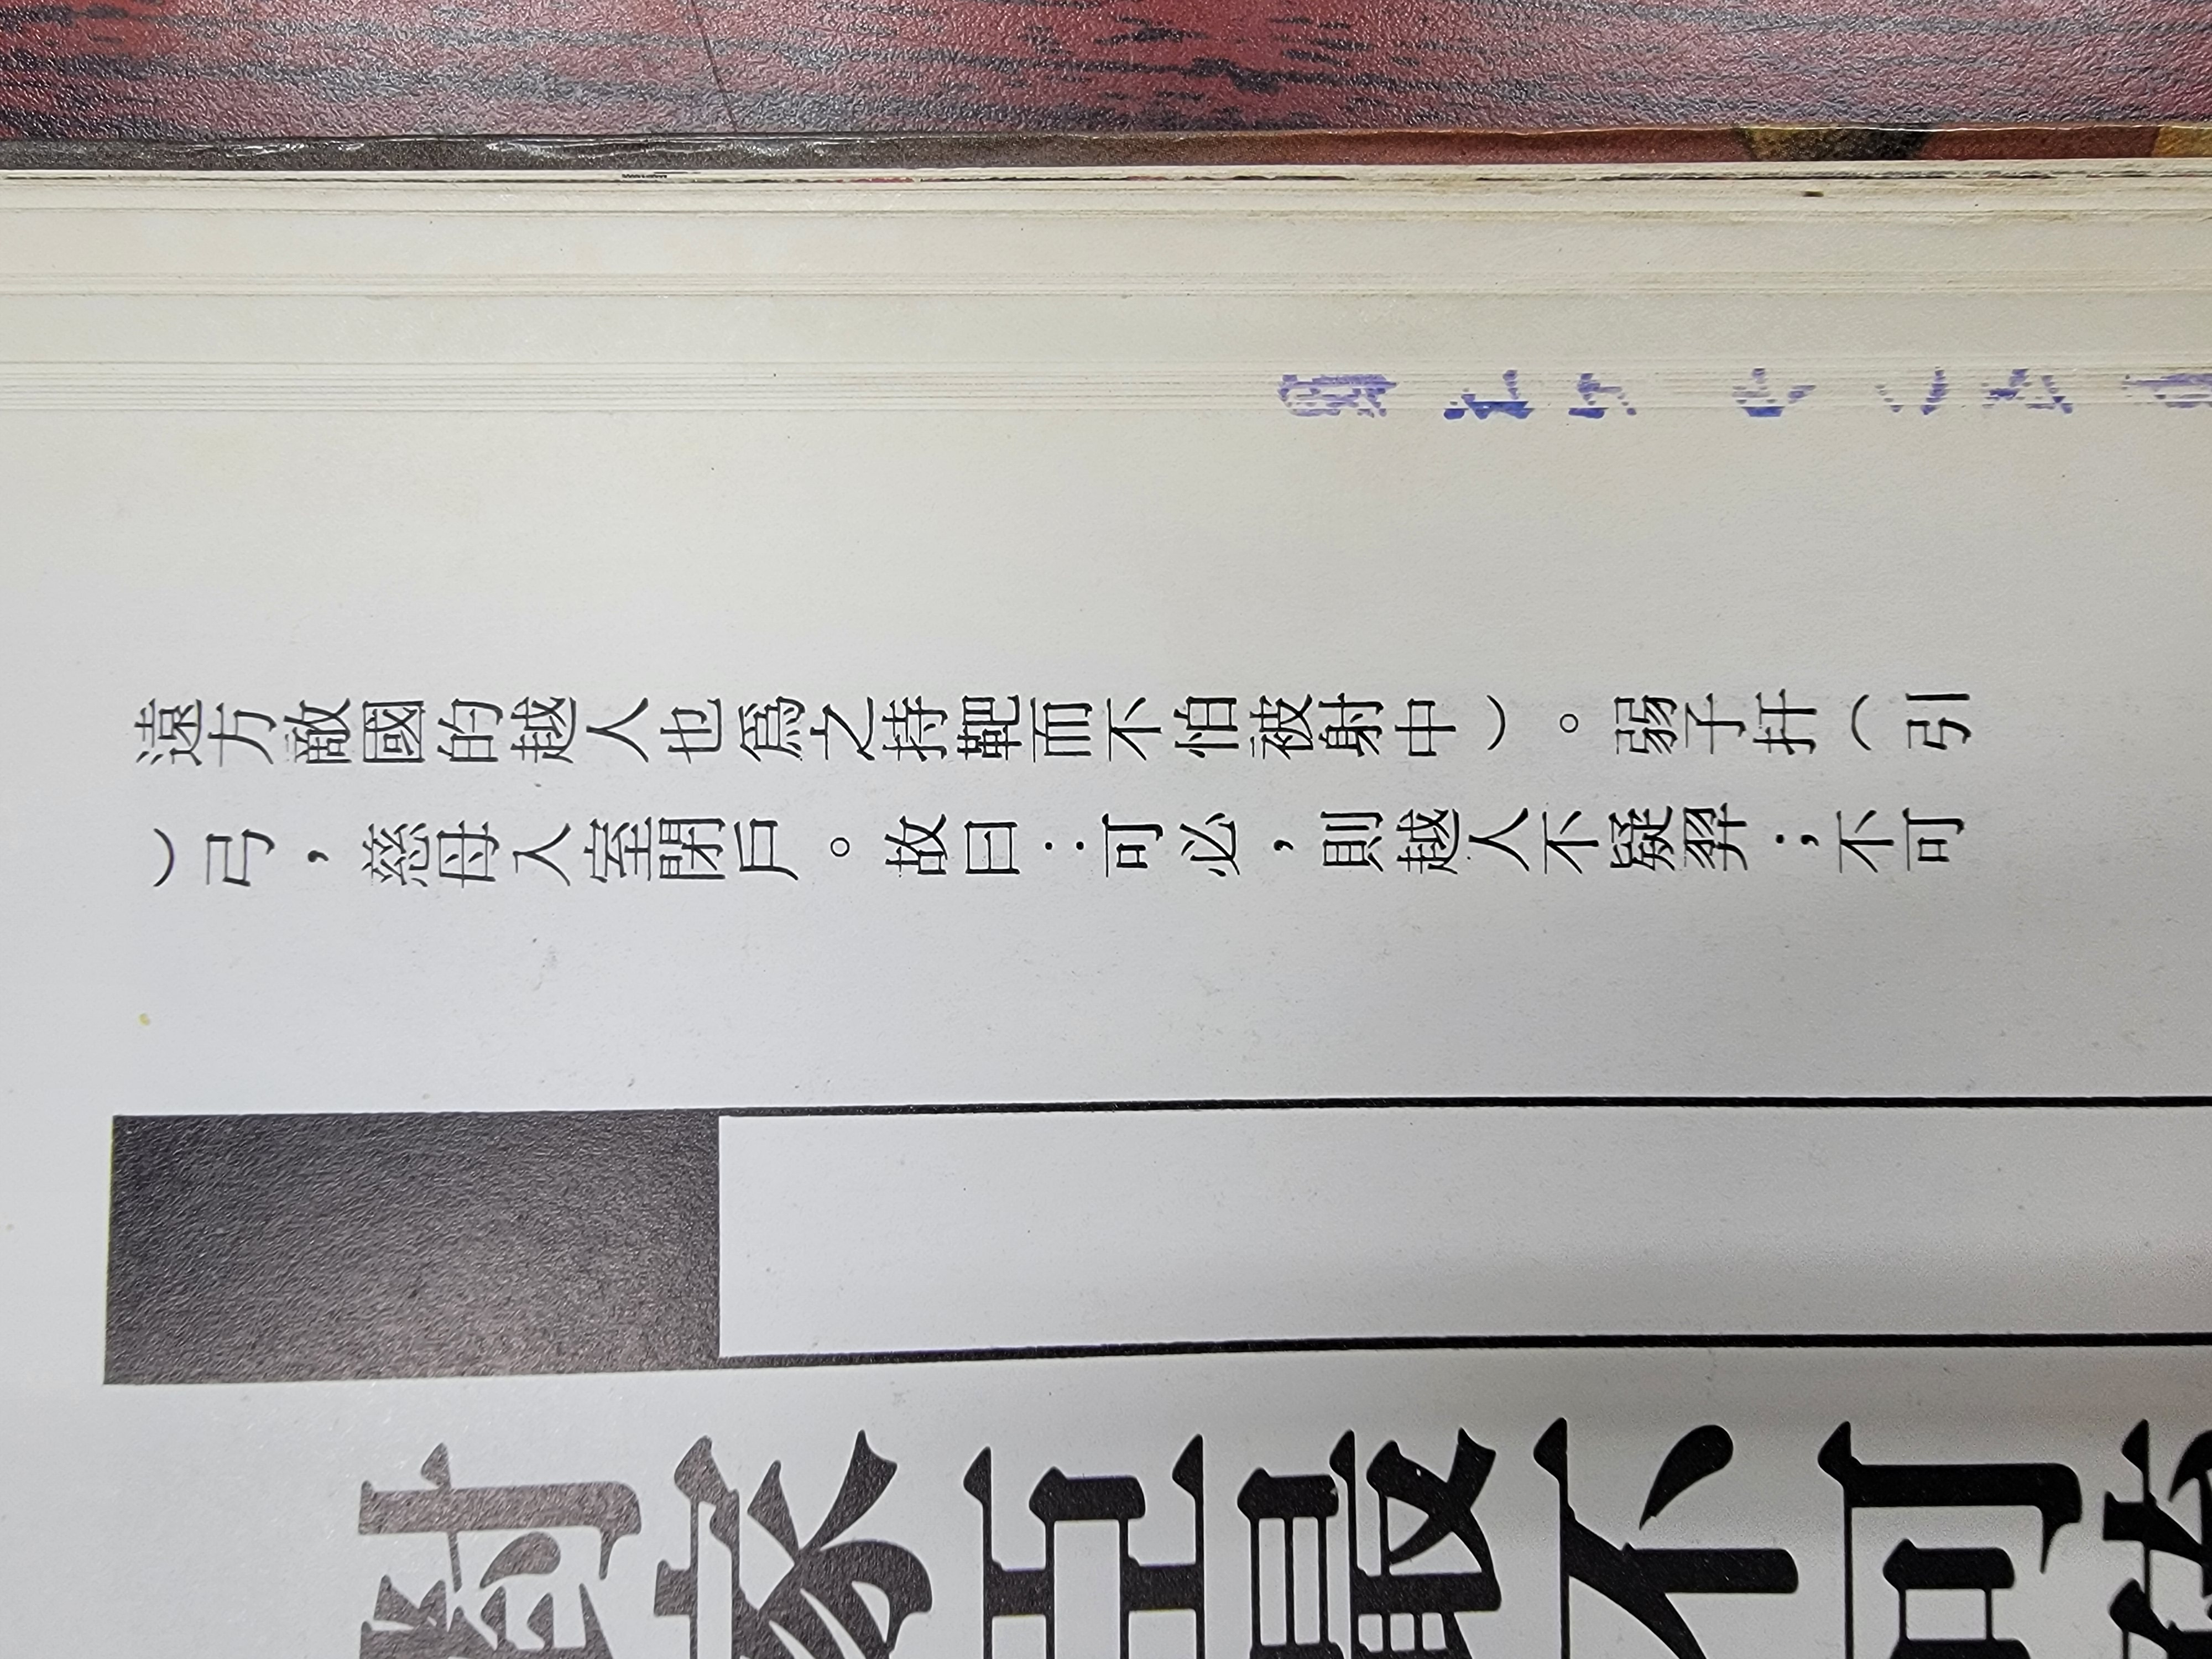 遠方敵國的越人也爲之持靶而不怕被射中）。弱子扞（引
）弓，慈母入室閉戶。故曰：可必，則越人不疑羿；不可
對家臣最不可